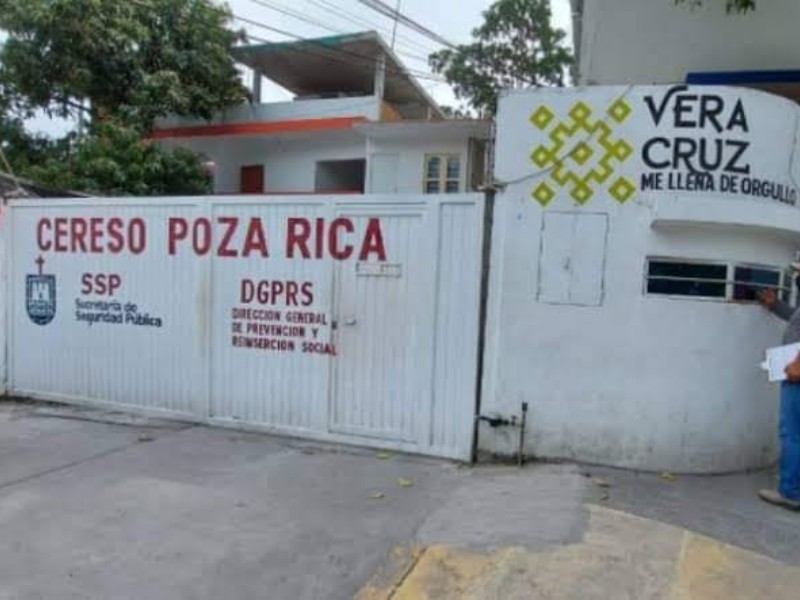 CERESO POZA RICA
SSP
Secretaría de
Seguridad Pública
DGPRS
DIRECCION GENERAL
DE PREVENCION Y
REINSERCION SOCIAL
VERA
CRUZ
ME LLENA DE ORGULLO